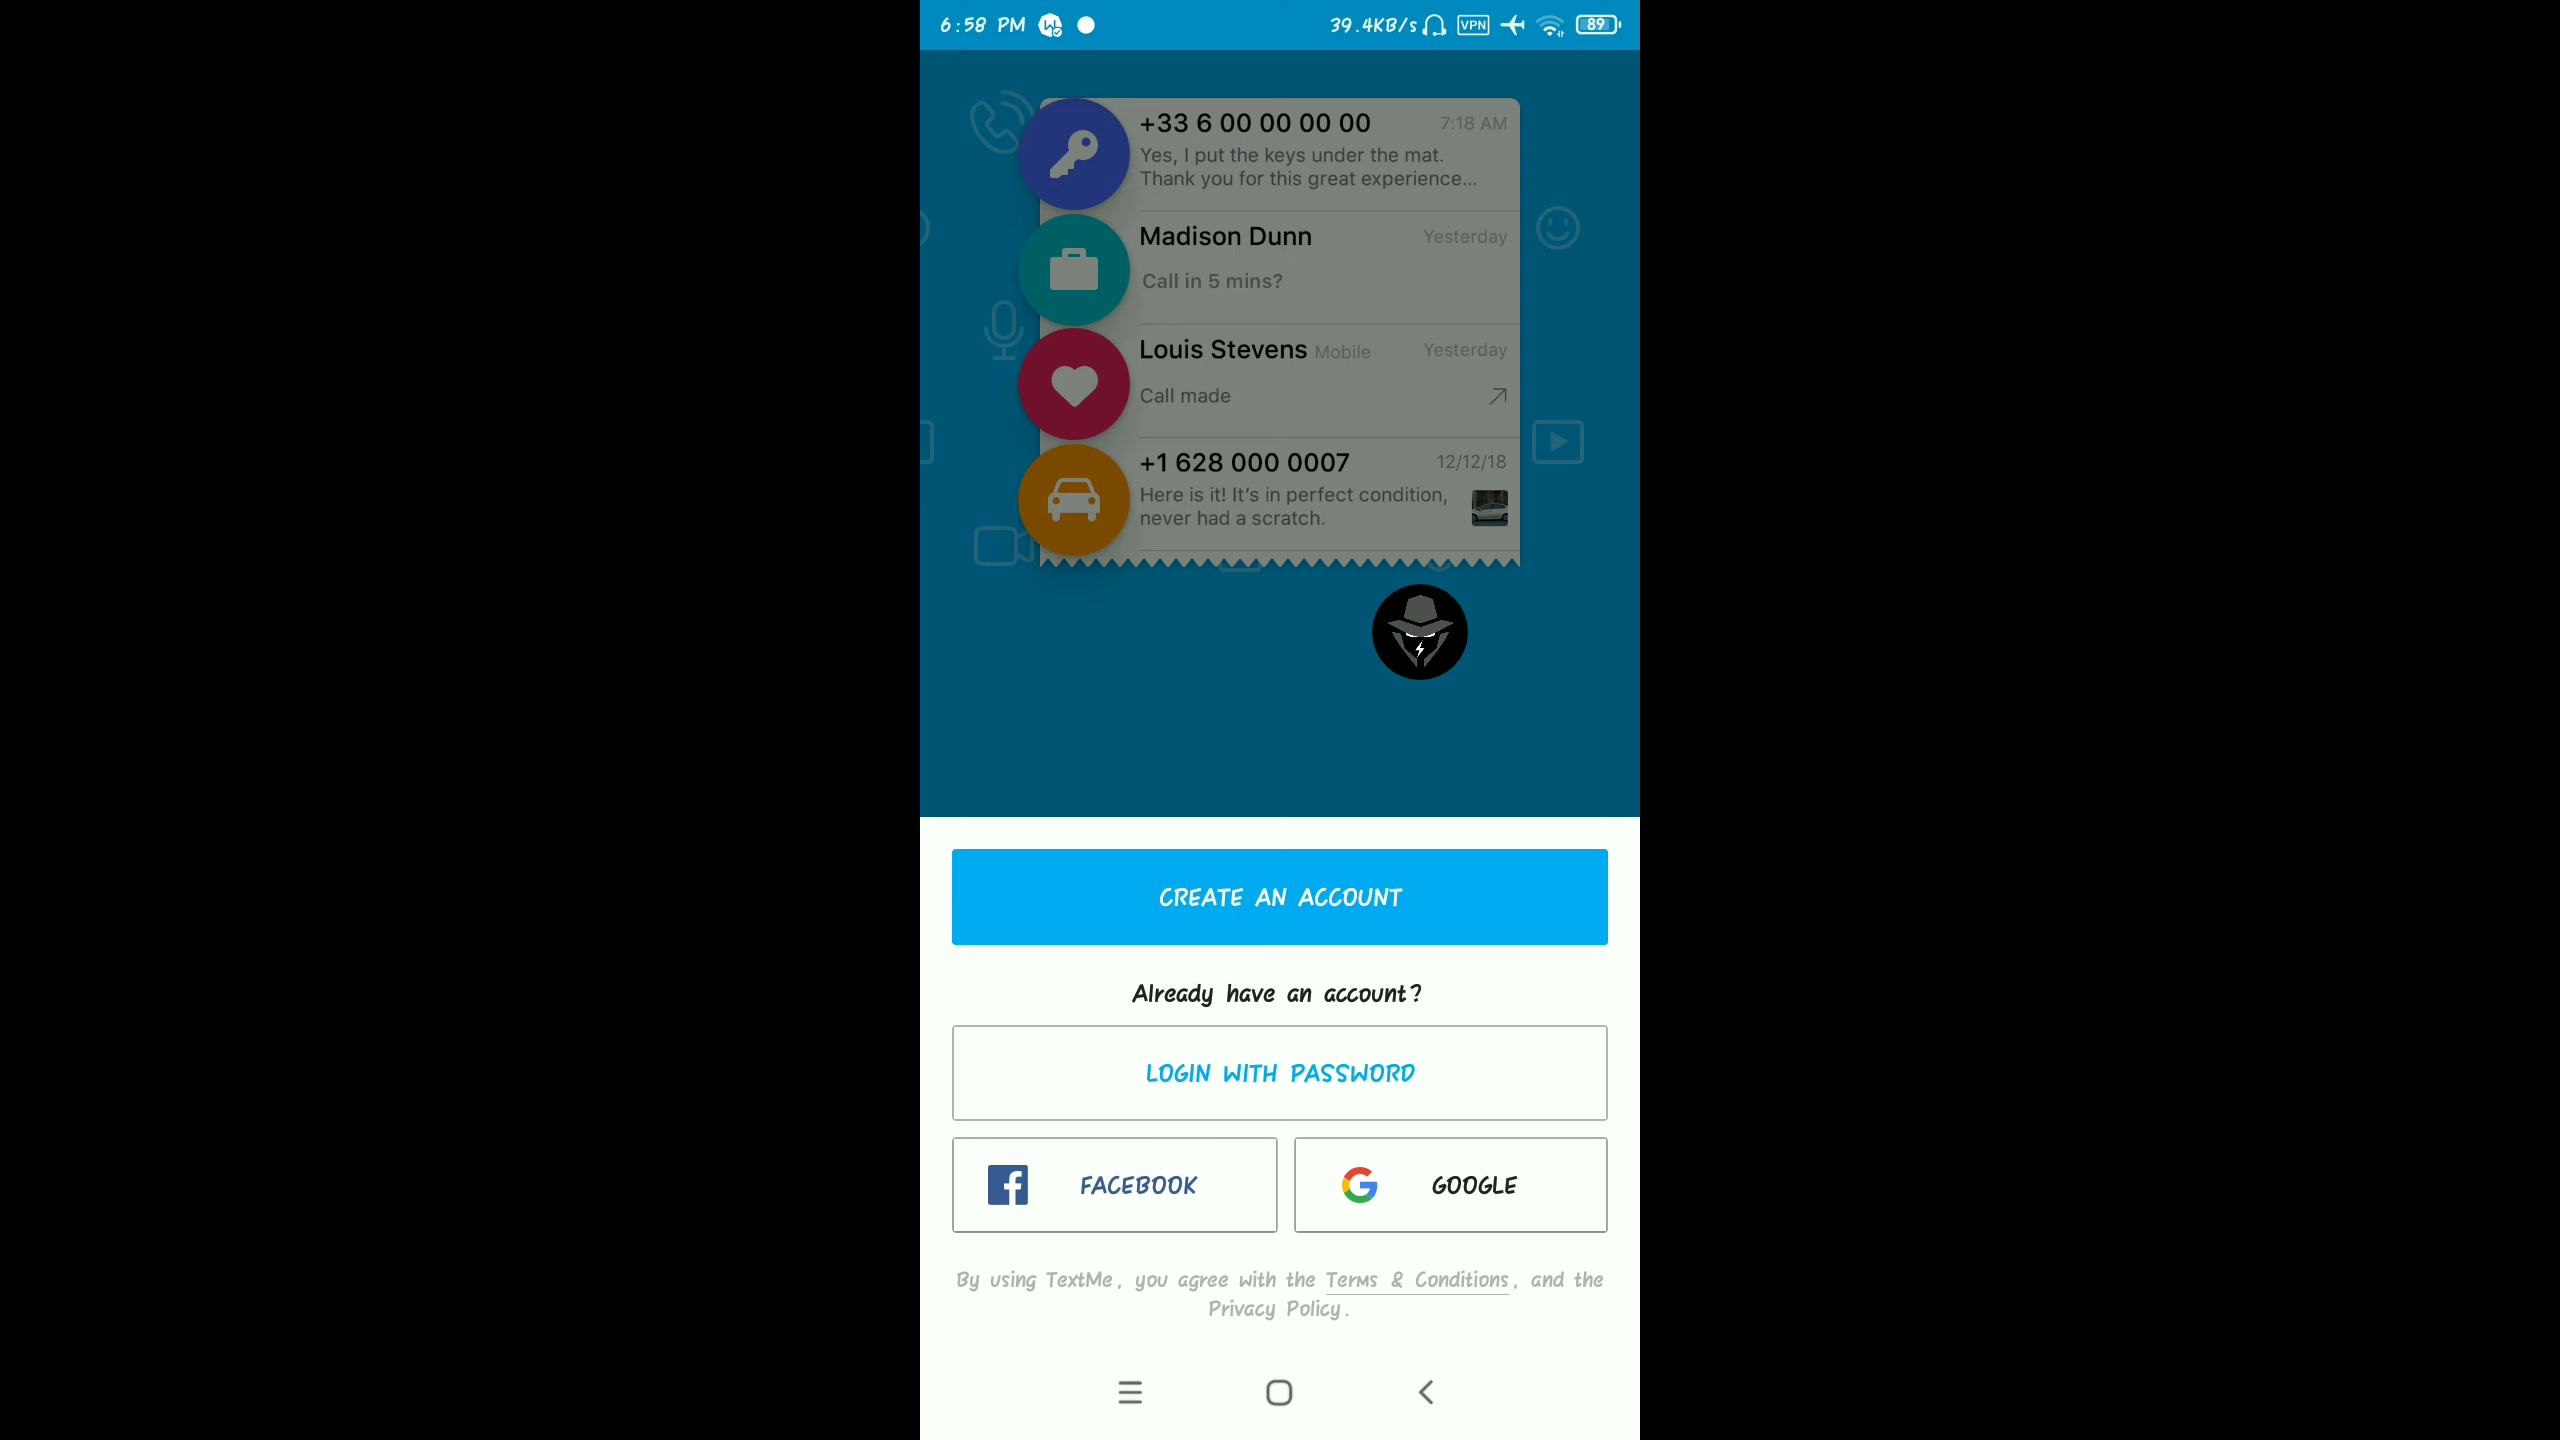 6:58 PM
39.4KB/s VPN 89
+33 6 00 00 00 00 7:18 AM
Yes, I put the keys under the mat.
Thank you for this great experience...
Madison Dunn Yesterday
Call in 5 mins?
Louis Stevens Mobile Yesterday
Call made
+1 628 000 0007 12/12/18
Here is it! It's in perfect condition,
never had a scratch.
CREATE AN ACCOUNT
Already have an account?
LOGIN WITH PASSWORD
FACEBOOK GOOGLE
By using TextMe, you agree with the Terms & Conditions, and the
Privacy Policy.